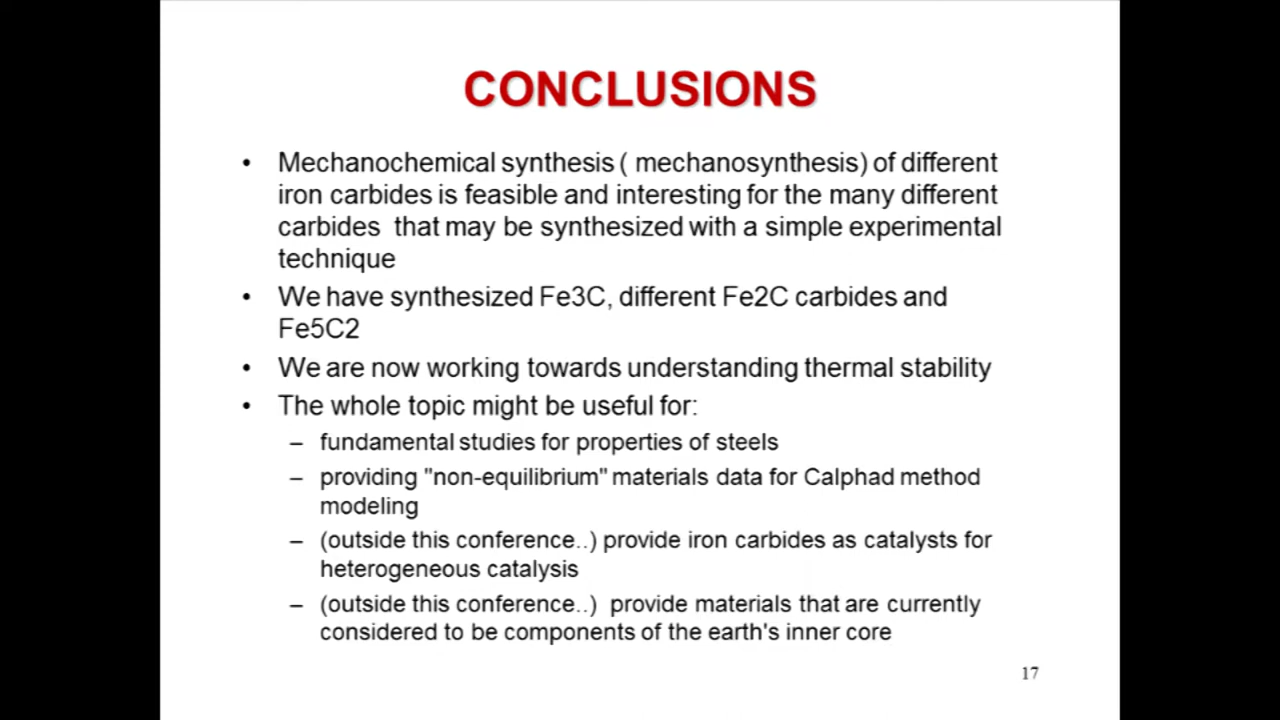 CONCLUSIONS
• Mechanochemical synthesis ( mechanosynthesis) of different
iron carbides is feasible and interesting for the many different
carbides that may be synthesized with a simple experimental
technique
• We have synthesized Fe3C, different Fe2C carbides and
Fe5C2
• We are now working towards understanding thermal stability
• The whole topic might be useful for:
– fundamental studies for properties of steels
– providing "non-equilibrium" materials data for Calphad method
modeling
– (outside this conference..) provide iron carbides as catalysts for
heterogeneous catalysis
– (outside this conference..) provide materials that are currently
considered to be components of the earth's inner core
17